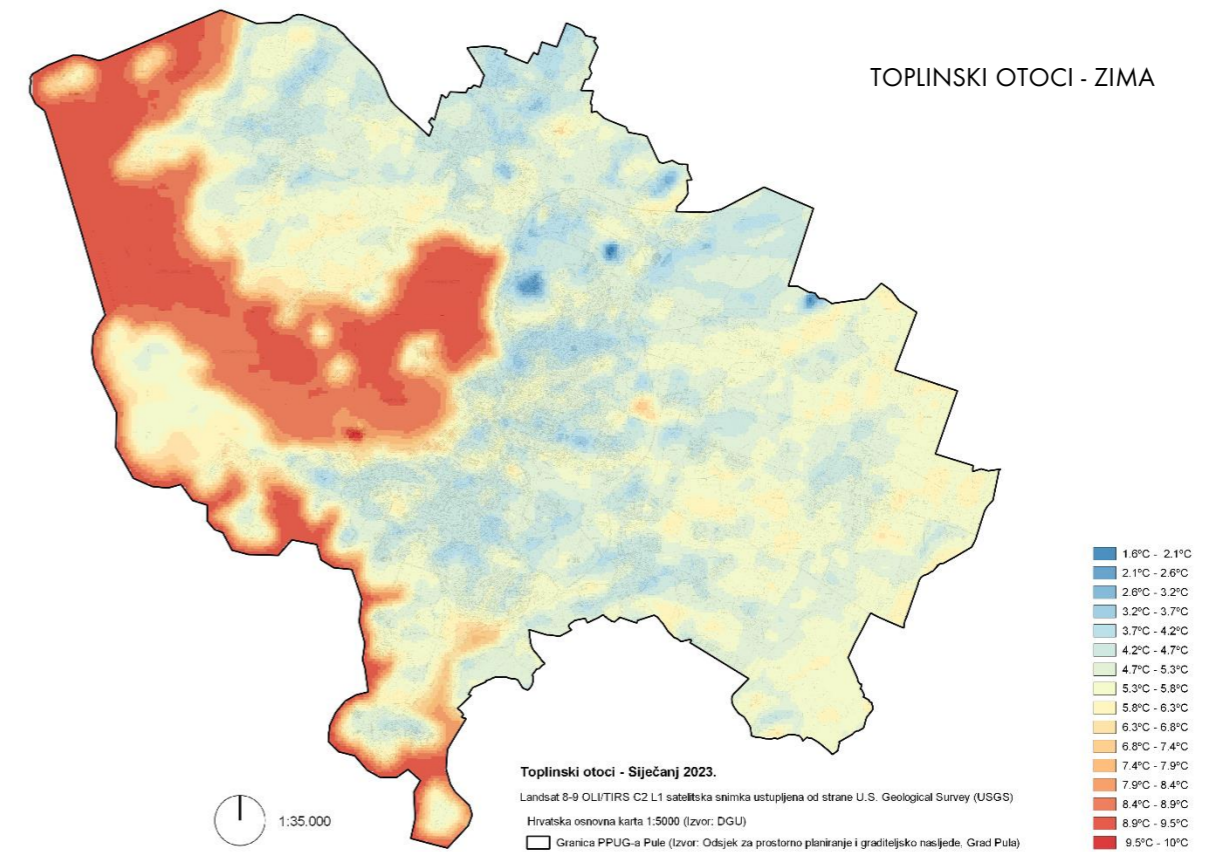 TOPLINSKI OTOCI - ZIMA
1.6°C - 2.1°C
2.1°C - 2.6°C
2.6°C - 3.2°C
3.2°C - 3.7°C
3.7°C - 4.2°C
4.2°C - 4.7°C
4.7°C - 5.3°C
5.3°C - 5.8°C
5.8°C - 6.3°C
6.3°C - 6.8°C
6.8°C - 7.4°C
7.4°C - 7.9°C
7.9°C - 8.4°C
8.4°C - 8.9°C
8.9°C - 9.5°C
9.5°C - 10°C
Toplinski otoci - Siječanj 2023.
Landsat 8-9 OLI/TIRS C2 L1 satelitska snimka ustupljena od strane U.S. Geological Survey (USGS)
Hrvatska osnovna karta 1:5000 (Izvor: DGU)
Granica PPUG-a Pule (Izvor: Odsjek za prostorno planiranje i graditeljsko nasljeđe, Grad Pula)
1:35.000